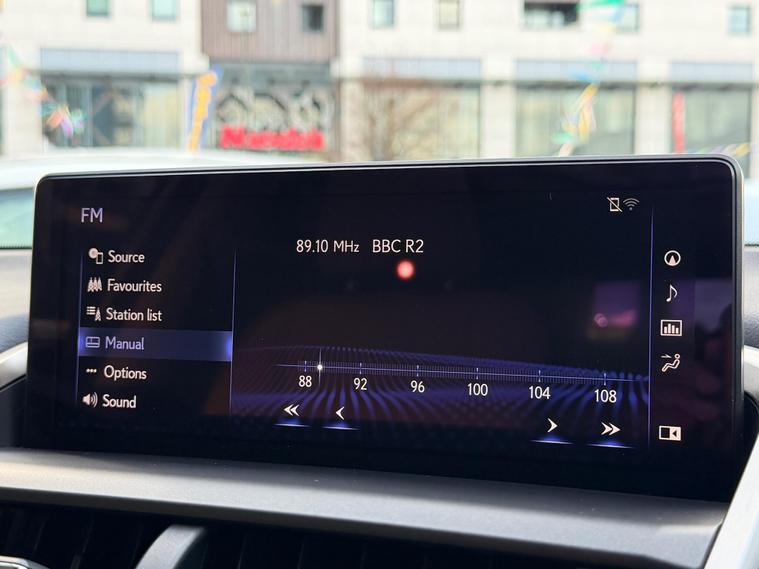 FM
89.10 MHz BBC R2
Source
Favourites
Station list
Manual
Options
Sound
88 92 96 100 104 108